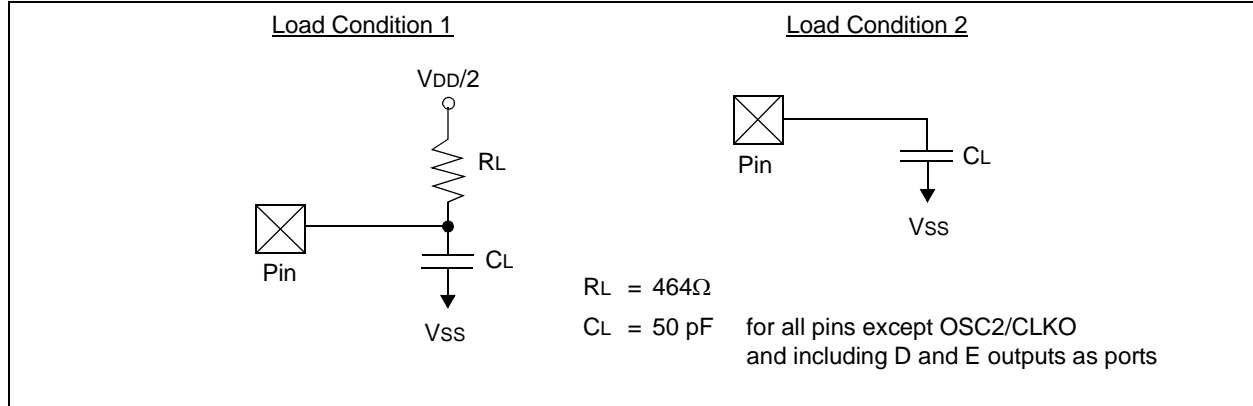 Load Condition 1
Load Condition 2
VDD/2
RL
CL
Pin
VSS
CL
Pin
VSS
RL = 464Ω
CL = 50 pF for all pins except OSC2/CLKO
and including D and E outputs as ports